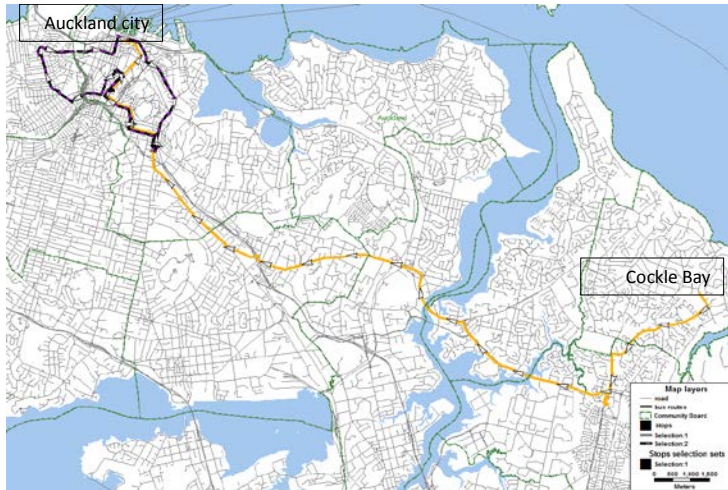 Auckland city
Auckland
Cockle Bay
Map layers
road
bus routes
Community Board
Stops
Selection:1
Selection:2
Stops selection sets
Selection:1
Meters